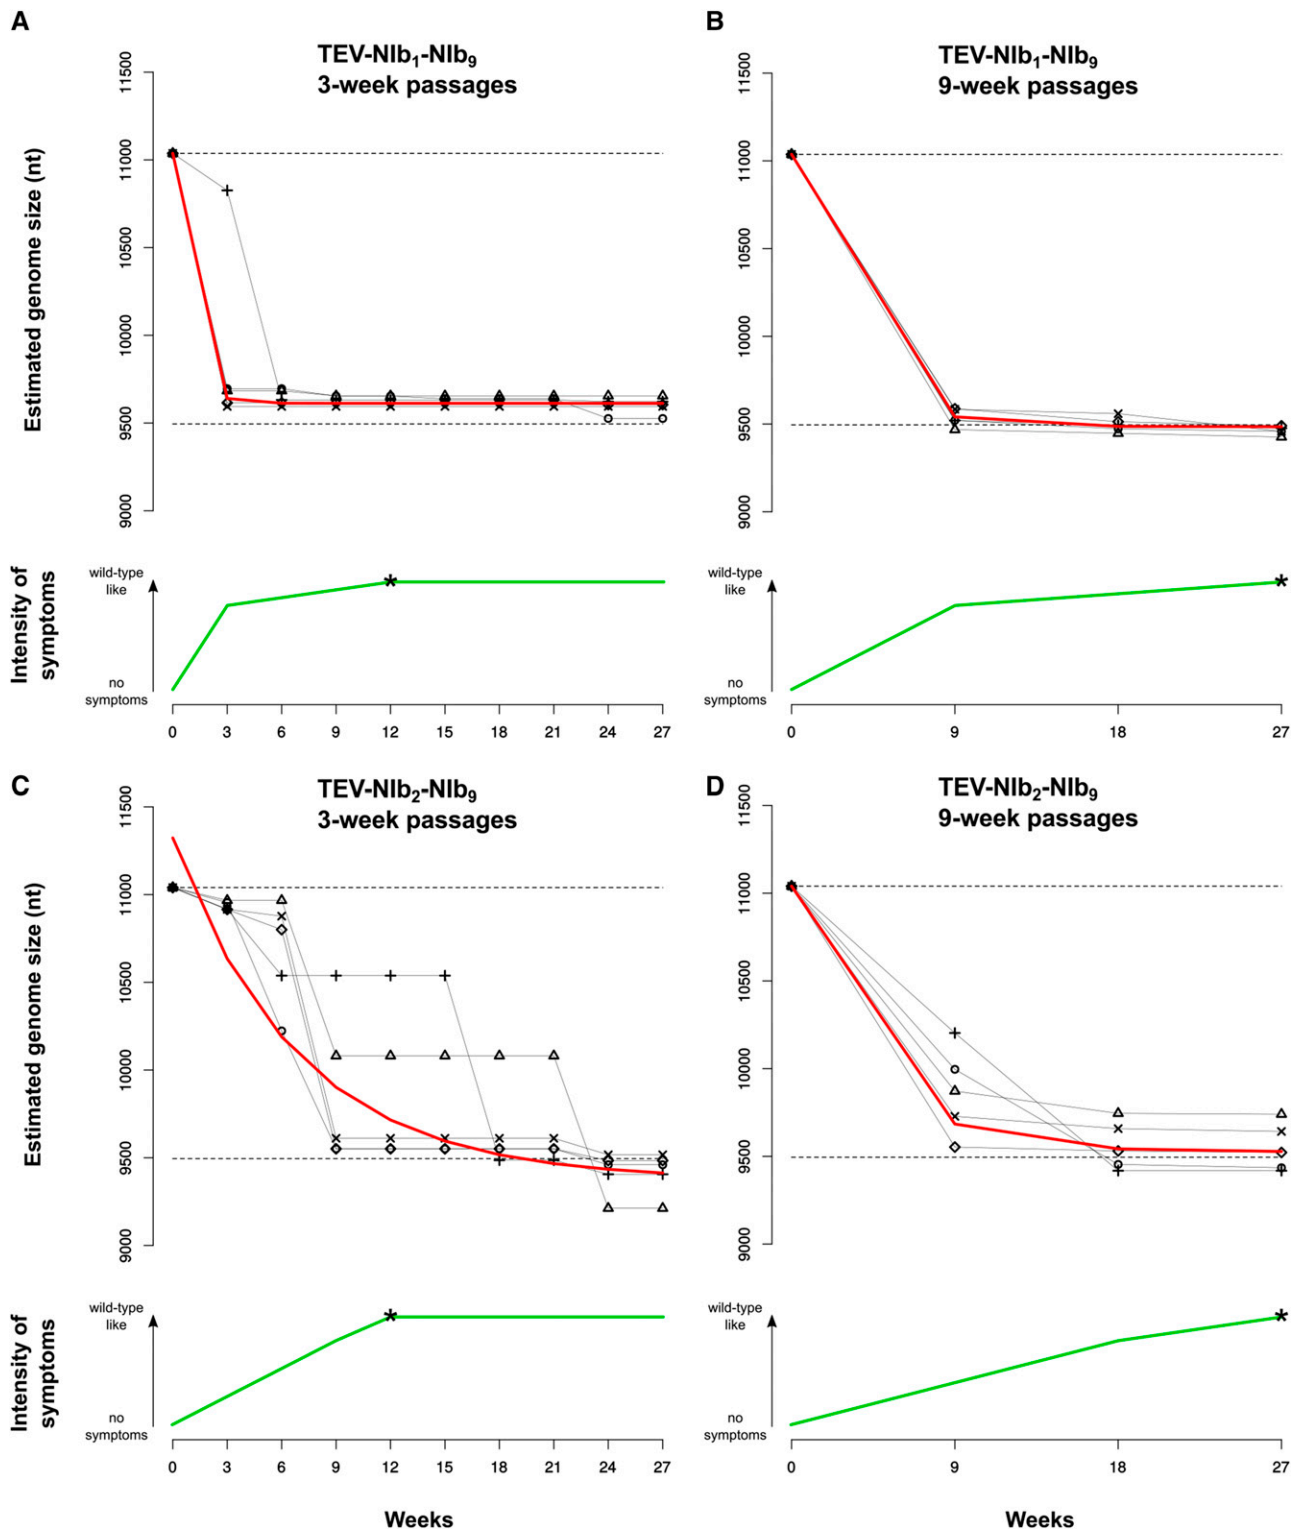 A
TEV-NIb₁-NIb₉
3-week passages
Estimated genome size (nt)
11500
11000
10500
10000
9500
9000
Intensity of
symptoms
wild-type
like
no
symptoms
0 3 6 9 12 15 18 21 24 27
B
TEV-NIb₁-NIb₉
9-week passages
11500
11000
10500
10000
9500
9000
wild-type
like
no
symptoms
0 9 18 27
C
TEV-NIb₂-NIb₉
3-week passages
Estimated genome size (nt)
11500
11000
10500
10000
9500
9000
Intensity of
symptoms
wild-type
like
no
symptoms
0 3 6 9 12 15 18 21 24 27
Weeks
D
TEV-NIb₂-NIb₉
9-week passages
11500
11000
10500
10000
9500
9000
wild-type
like
no
symptoms
0 9 18 27
Weeks